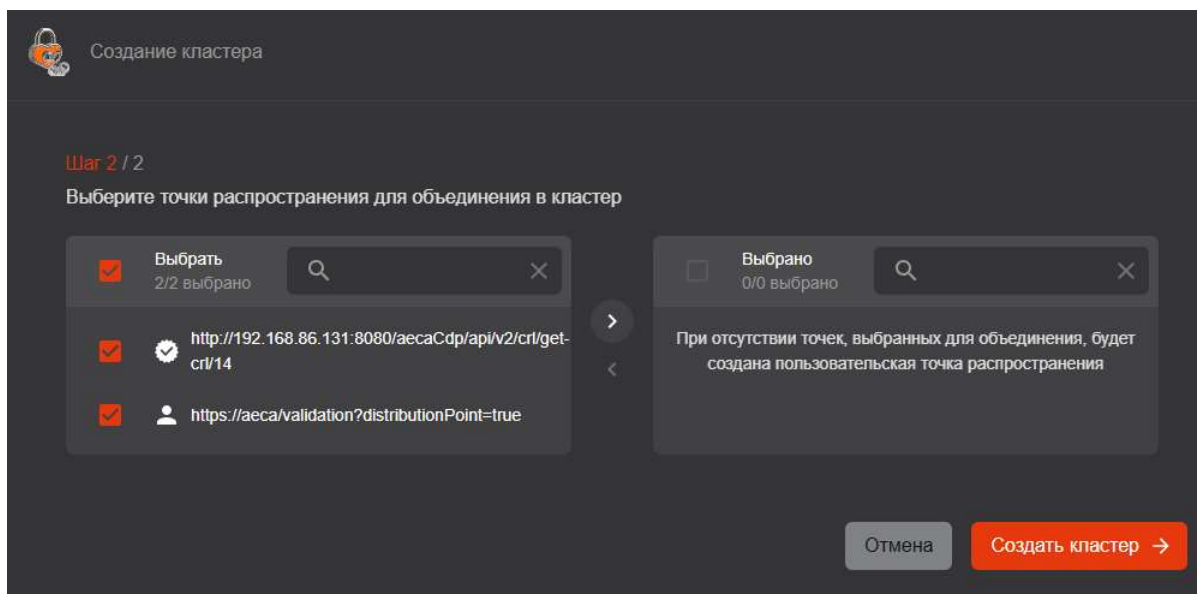 Создание кластера
Шаг 2 / 2
Выберите точки распространения для объединения в кластер
Выбрать
2/2 выбрано
http://192.168.86.131:8080/aecaCdp/api/v2/crl/get-
crl/14
https://aeca/validation?distributionPoint=true
Выбрано
0/0 выбрано
При отсутствии точек, выбранных для объединения, будет
создана пользовательская точка распространения
Отмена
Создать кластер →